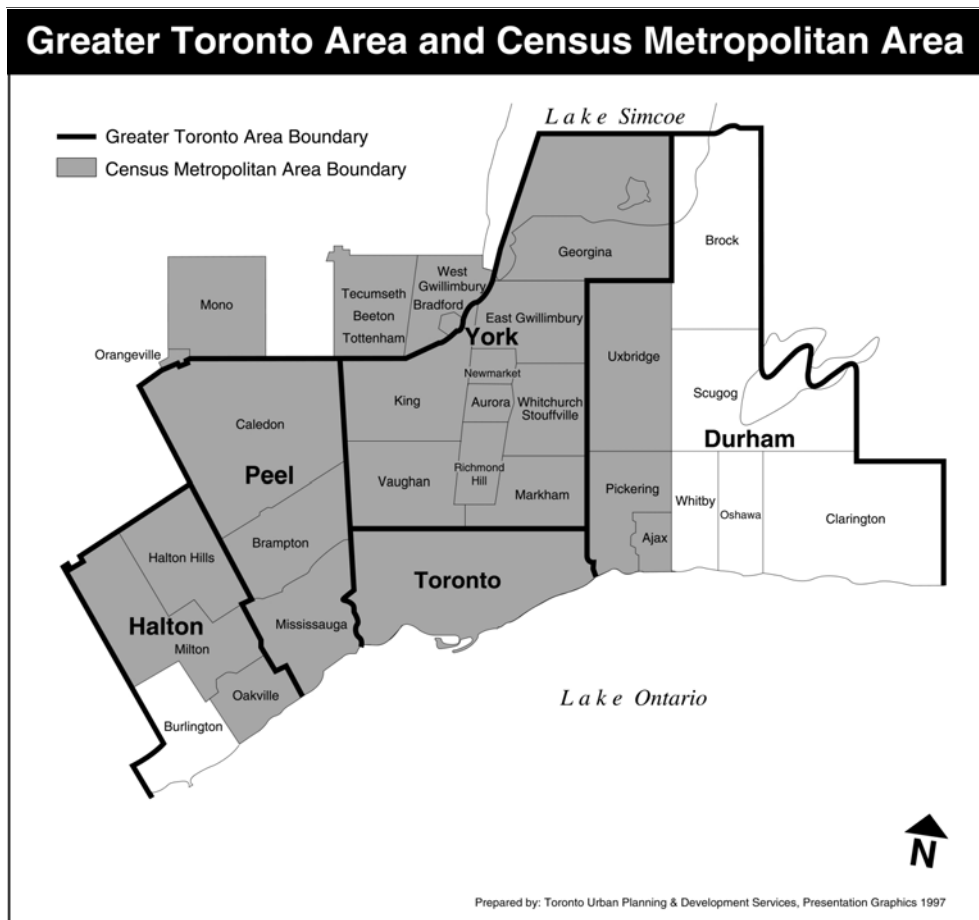 Greater Toronto Area and Census Metropolitan Area
Lake Simcoe
Greater Toronto Area Boundary
Census Metropolitan Area Boundary
Brock
Georgina
West
Gwillimbury
Bradford
Tecumseth
Beeton
Tottenham
Mono
Orangeville
East Gwillimbury
York
Uxbridge
Newmarket
Scugog
King
Aurora
Whitchurch
Stouffville
Caledon
Durham
Peel
Vaughan
Richmond
Hill
Markham
Pickering
Whitby
Oshawa
Clarington
Brampton
Ajax
Halton Hills
Toronto
Halton
Mississauga
Milton
Oakville
Lake Ontario
Burlington
N
Prepared by: Toronto Urban Planning & Development Services, Presentation Graphics 1997